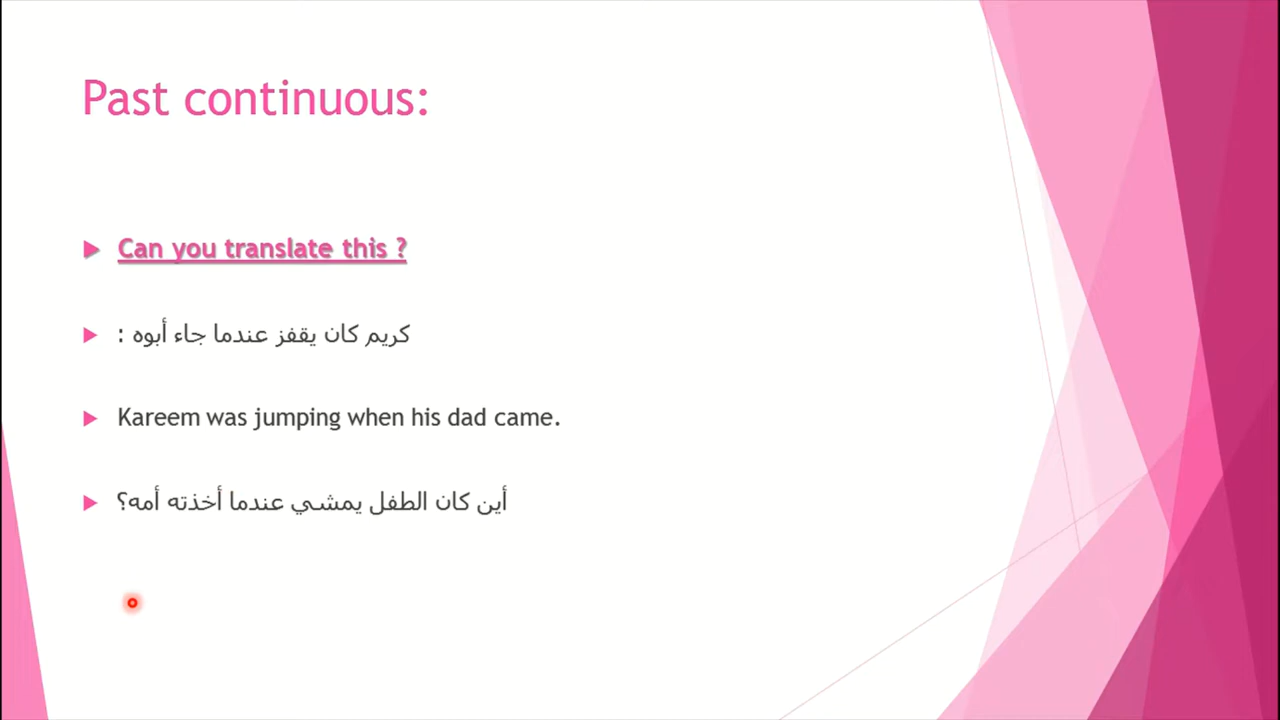 Past continuous:
Can you translate this ?
كريم كان يقفز عندما جاء أبوه :
Kareem was jumping when his dad came.
أين كان الطفل يمشي عندما أخذته أمه؟